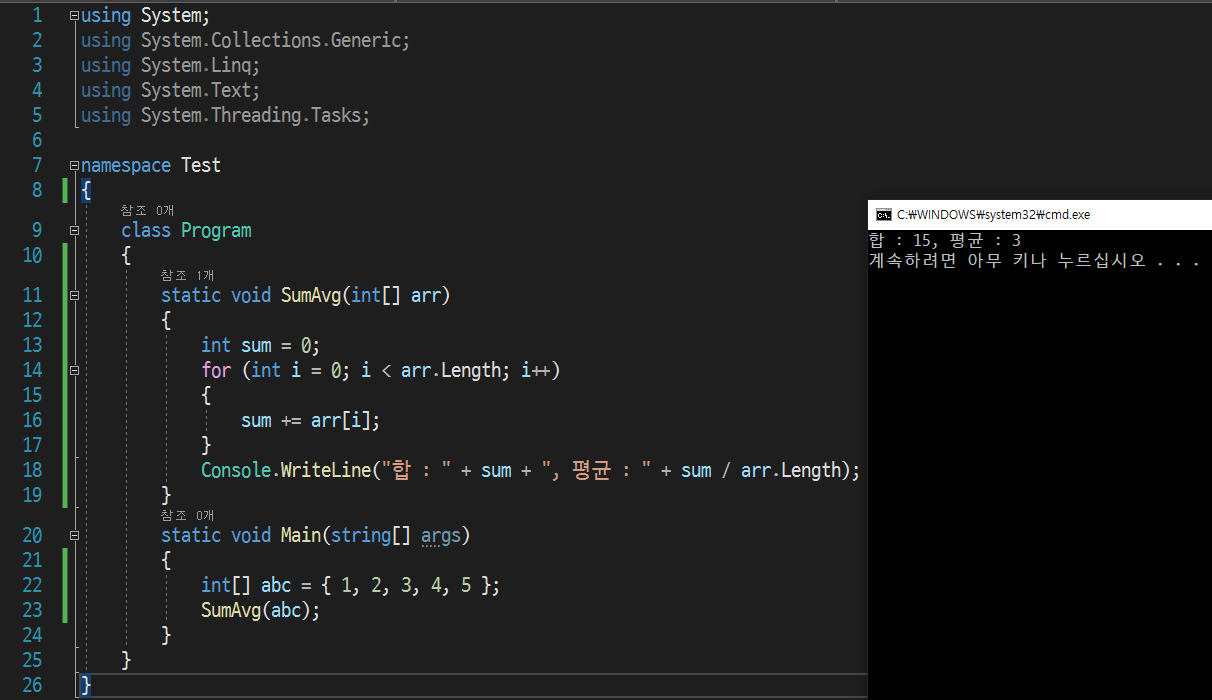 1 using System;
2 using System.Collections.Generic;
3 using System.Linq;
4 using System.Text;
5 using System.Threading.Tasks;
6
7 namespace Test
8 {
참조 0개
9 class Program
10 {
참조 1개
11 static void SumAvg(int[] arr)
12 {
13 int sum = 0;
14 for (int i = 0; i < arr.Length; i++)
15 {
16 sum += arr[i];
17 }
18 Console.WriteLine("합 : " + sum + ", 평균 : " + sum / arr.Length);
19 }
참조 0개
20 static void Main(string[] args)
21 {
22 int[] abc = { 1, 2, 3, 4, 5 };
23 SumAvg(abc);
24 }
25 }
26 }
C:₩WINDOWS₩system32₩cmd.exe
합 : 15, 평균 : 3
계속하려면 아무 키나 누르십시오 . . .